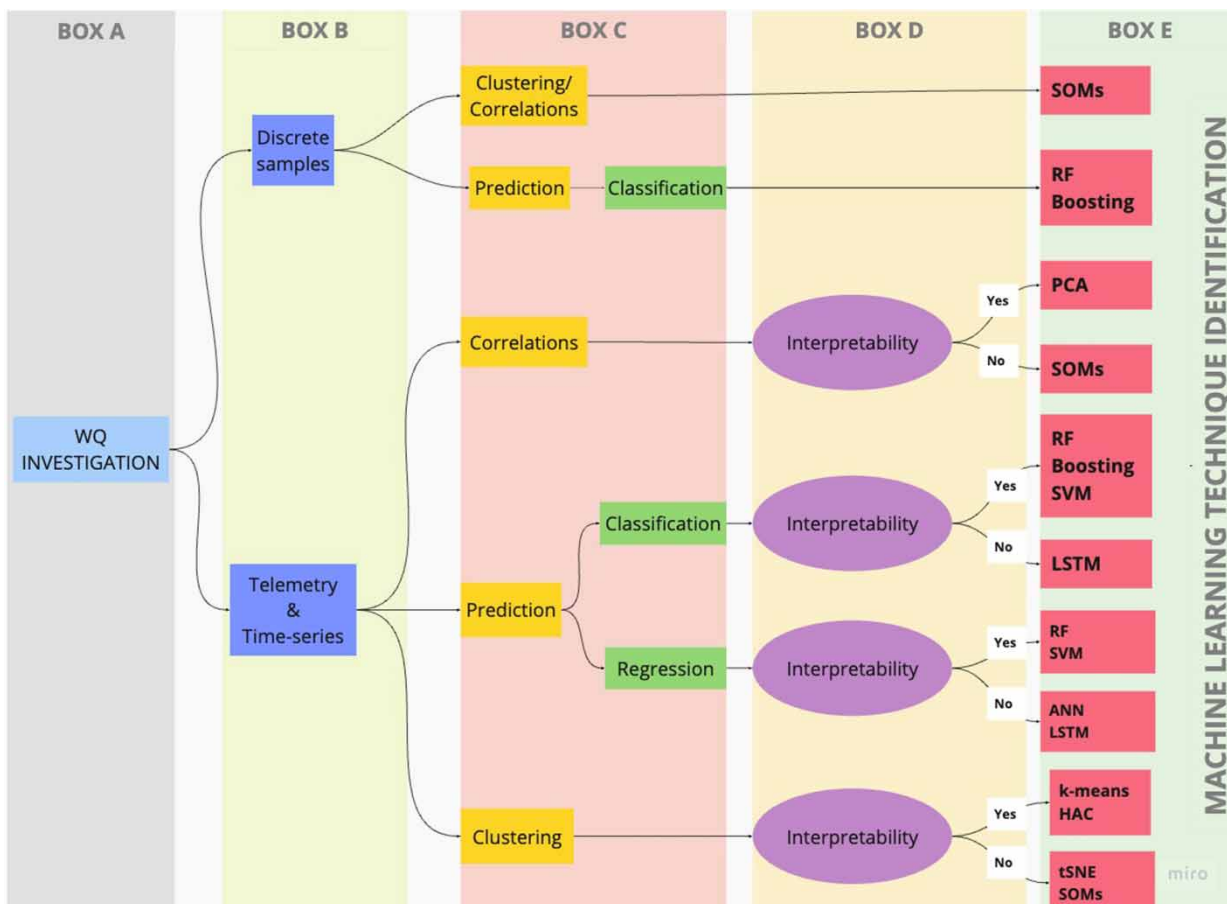 BOX A
BOX B
BOX C
BOX D
BOX E
WQ
INVESTIGATION
Discrete
samples
Telemetry
&
Time-series
Clustering/
Correlations
Prediction
Classification
Correlations
Prediction
Classification
Regression
Clustering
Interpretability
Yes
No
Interpretability
Yes
No
Interpretability
Yes
No
Interpretability
Yes
No
SOMs
RF
Boosting
PCA
SOMs
RF
Boosting
SVM
LSTM
RF
SVM
ANN
LSTM
k-means
HAC
tSNE
SOMs
MACHINE LEARNING TECHNIQUE IDENTIFICATION
miro